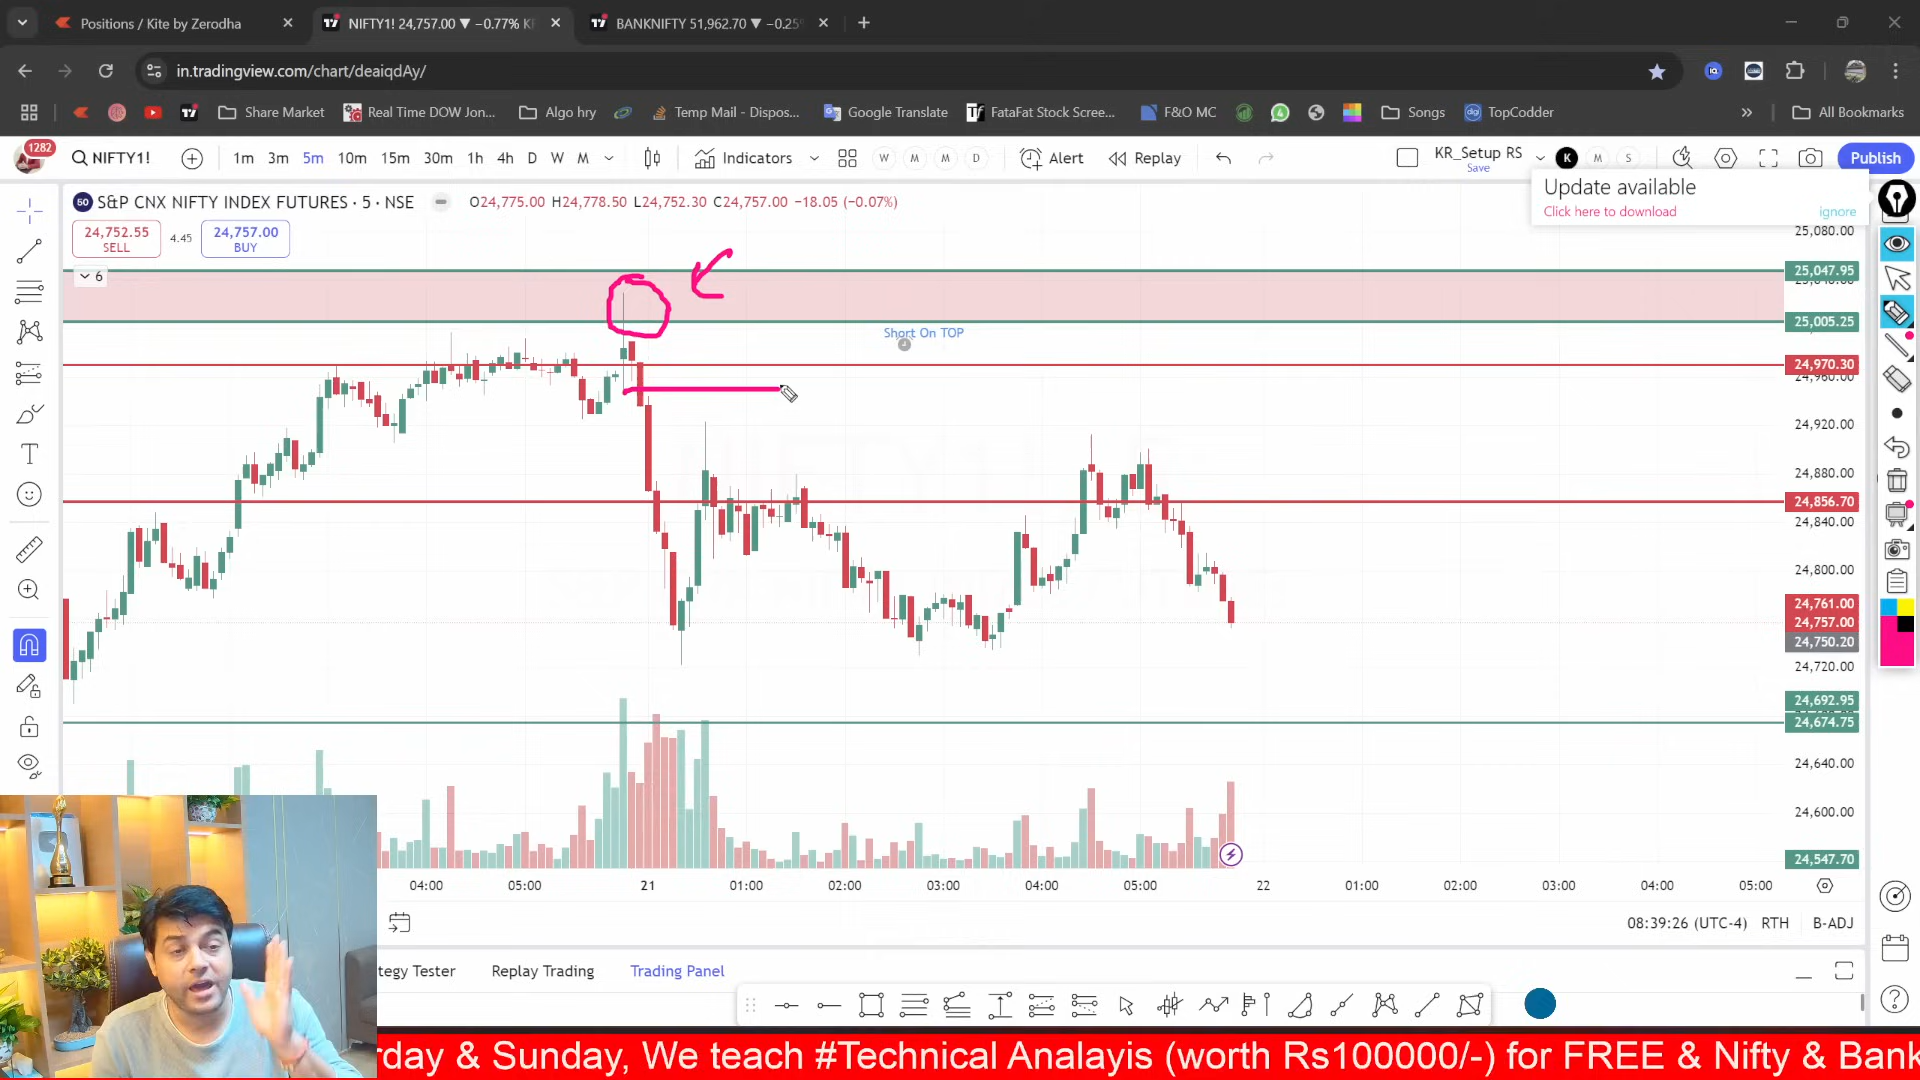 Positions / Kite by Zerodha
NIFTY1! 24,757.00 ▼ −0.77% KR
BANKNIFTY 51,962.70 ▼ −0.25%
in.tradingview.com/chart/deaiqdAy/
Share Market
Real Time DOW Jon...
Algo hry
Temp Mail - Dispos...
Google Translate
FataFat Stock Scree...
F&O MC
Songs
TopCoder
All Bookmarks
1282
NIFTY1!
1m 3m 5m 10m 15m 30m 1h 4h D W M
Indicators
W M M D
Alert
Replay
KR_Setup RS
Save
K M S
Publish
Update available
Click here to download
ignore
50
S&P CNX NIFTY INDEX FUTURES · 5 · NSE
O24,775.00 H24,778.50 L24,752.30 C24,757.00 −18.05 (−0.07%)
24,752.55
SELL
4.45
24,757.00
BUY
6
Short On TOP
25,080.00
25,047.95
25,005.25
24,970.30
24,960.00
24,920.00
24,880.00
24,856.70
24,840.00
24,800.00
24,761.00
24,757.00
24,750.20
24,720.00
24,692.95
24,674.75
24,640.00
24,600.00
24,547.70
04:00 05:00 21 01:00 02:00 03:00 04:00 05:00 22 01:00 02:00 03:00 04:00 05:00
08:39:26 (UTC-4) RTH B-ADJ
tegy Tester
Replay Trading
Trading Panel
rday & Sunday, We teach #Technical Analayis (worth Rs100000/-) for FREE & Nifty & Bank